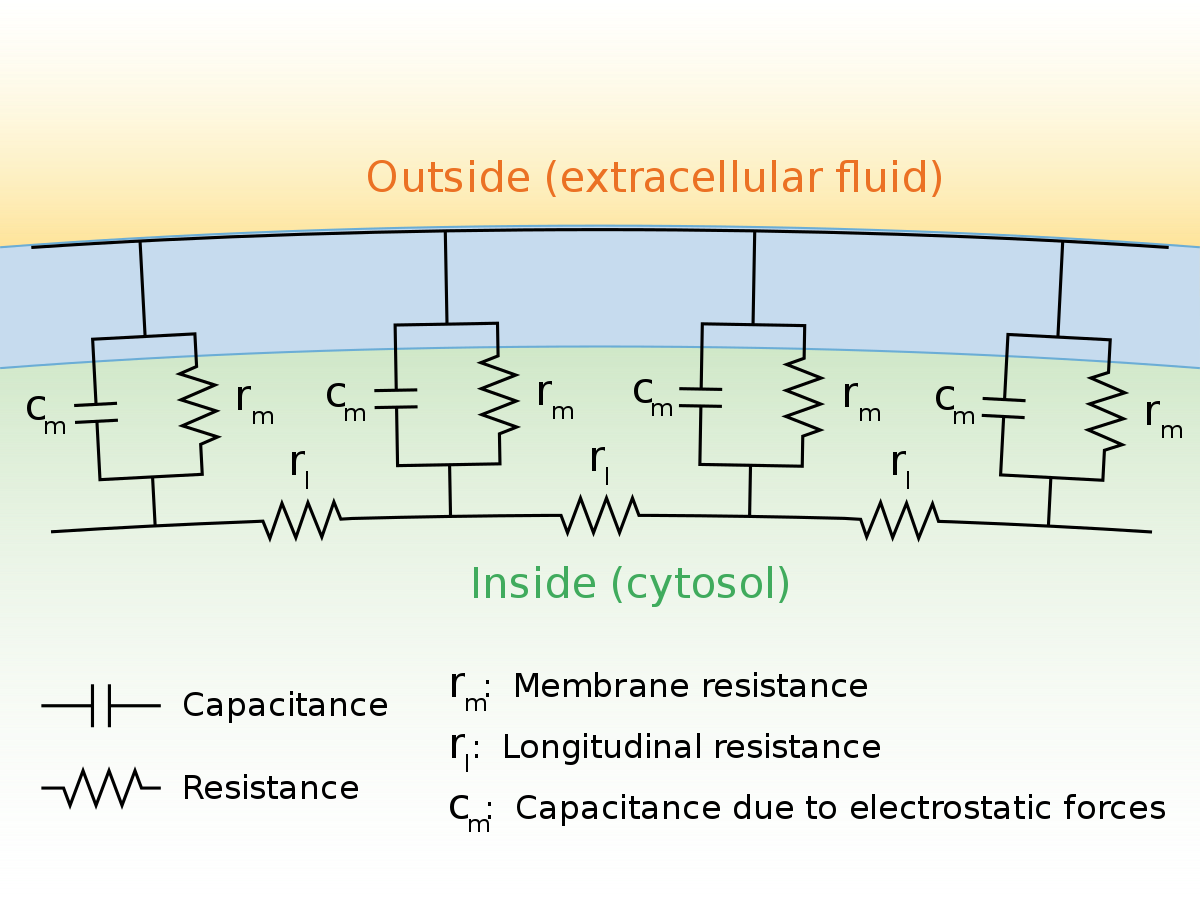 Outside (extracellular fluid)
cm rm cm rm cm rm cm rm
rl rl rl
Inside (cytosol)
Capacitance
Resistance
rm: Membrane resistance
rl: Longitudinal resistance
cm: Capacitance due to electrostatic forces